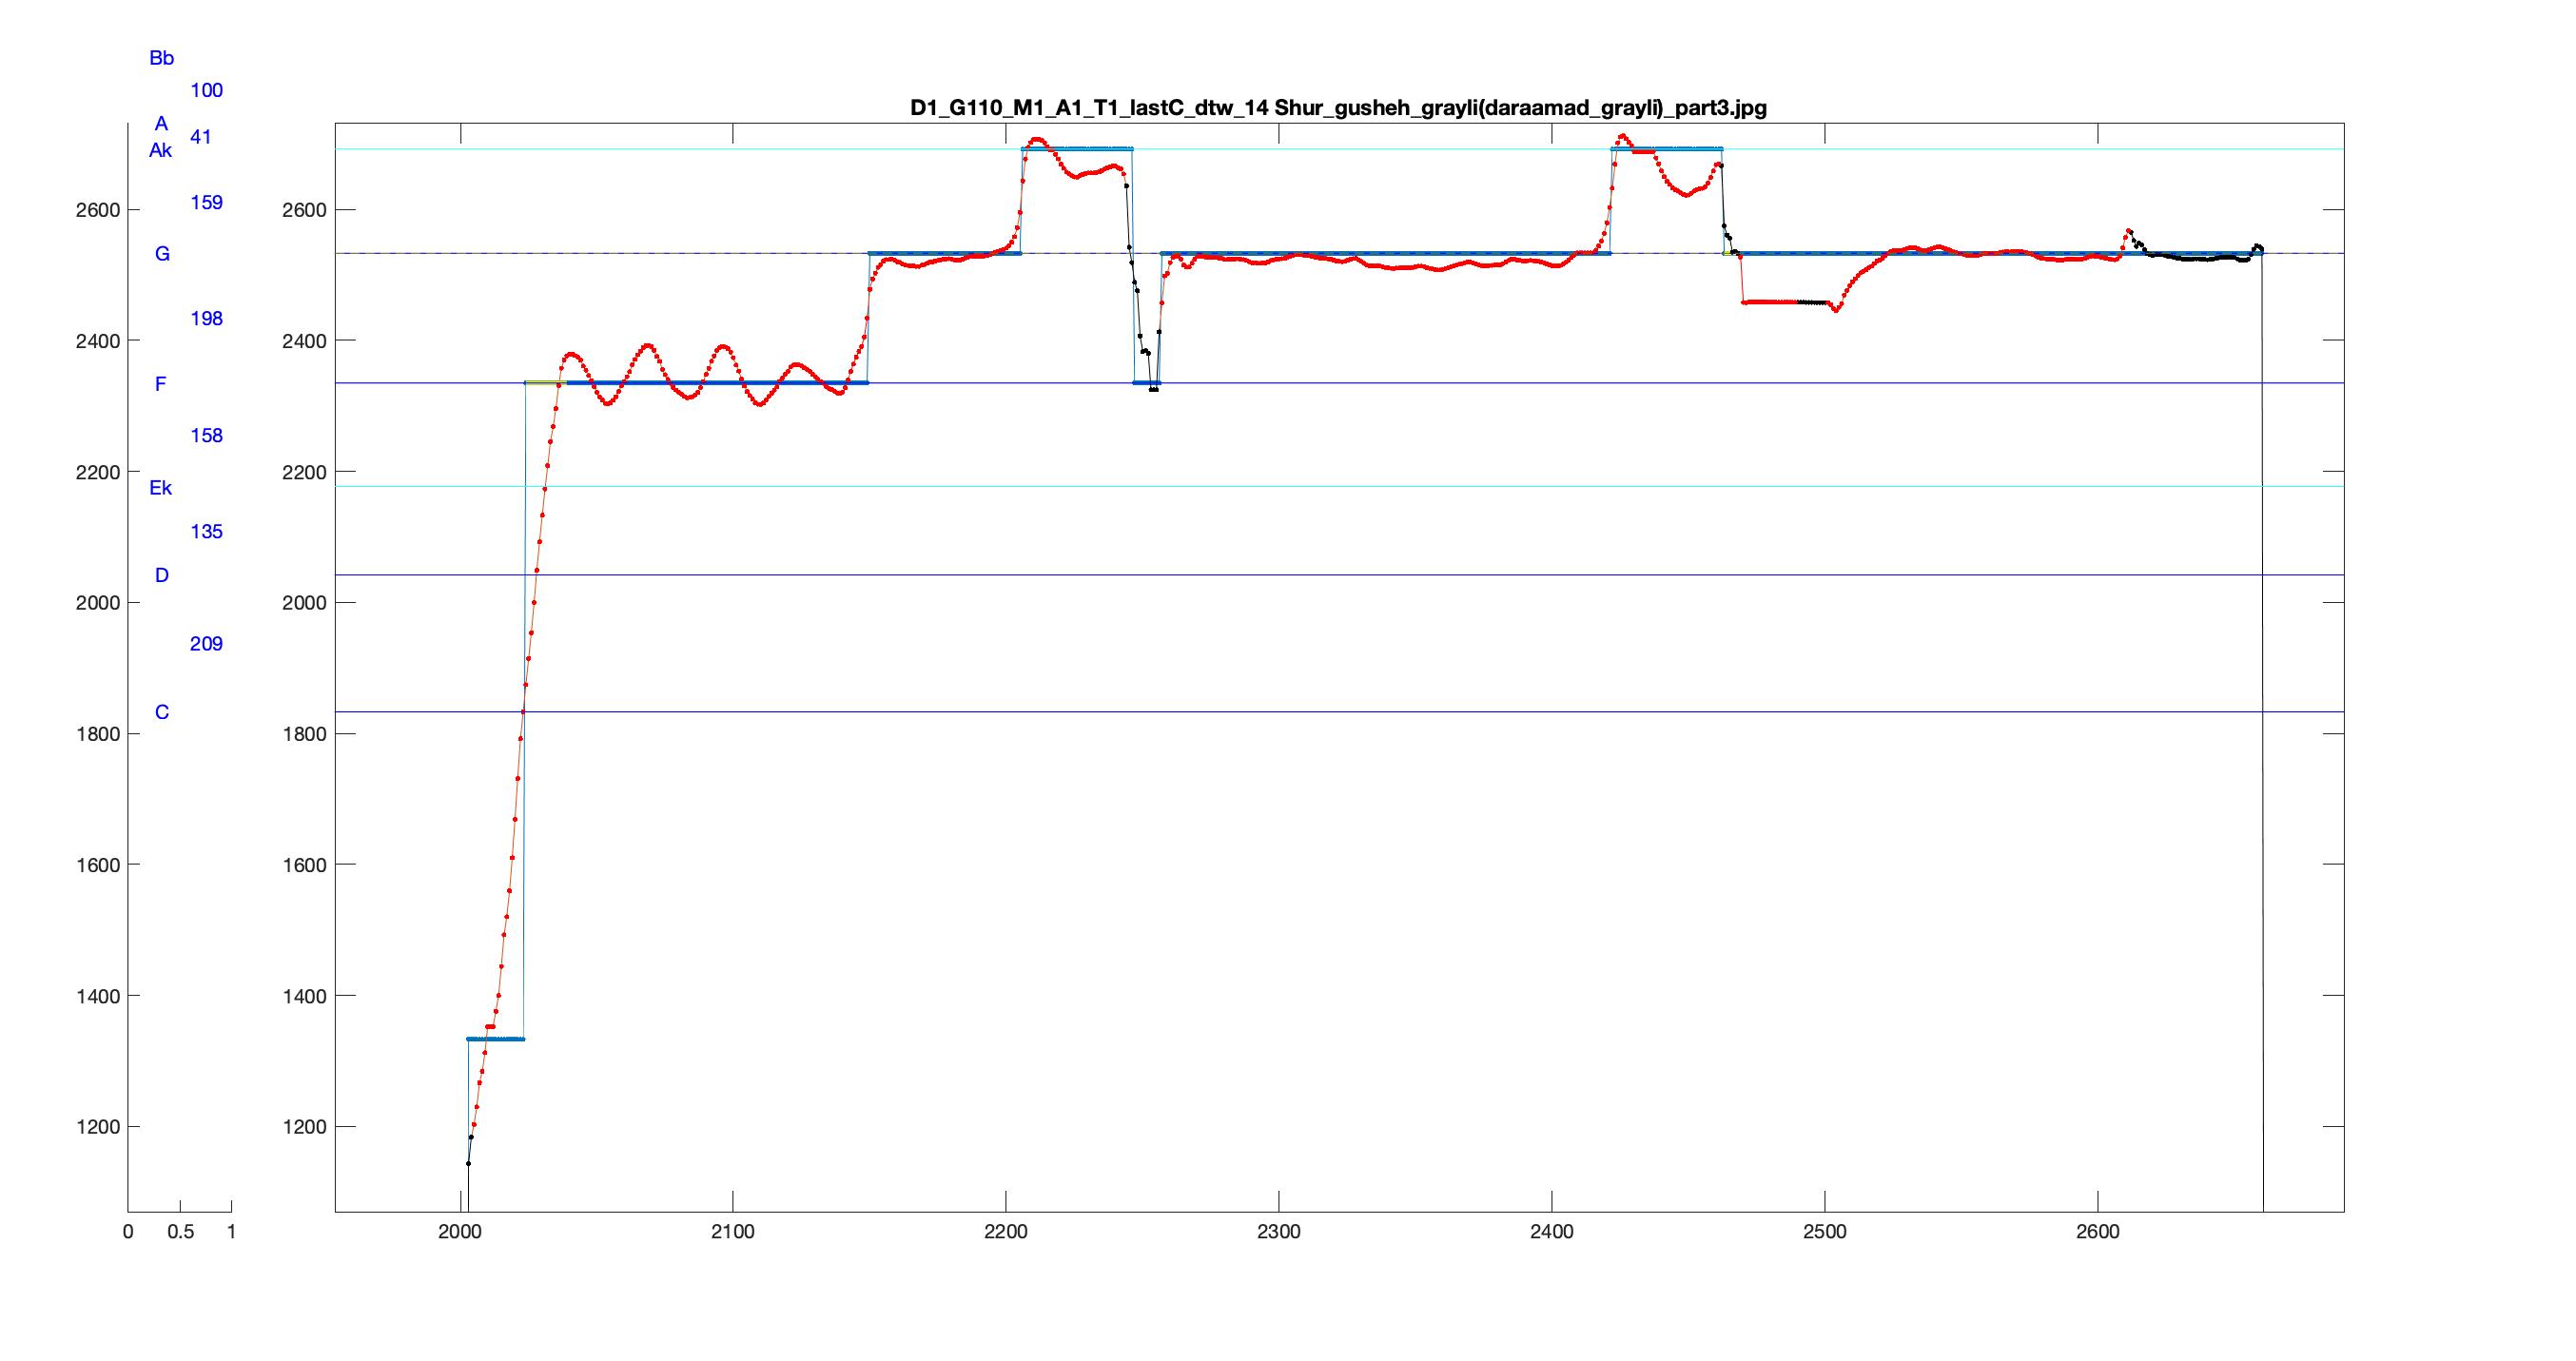 D1_G110_M1_A1_T1_lastC_dtw_14 Shur_gusheh_grayli(daraamad_grayli)_part3.jpg
Bb
100
A
41
Ak
159
G
198
F
158
Ek
135
D
209
C
2600
2400
2200
2000
1800
1600
1400
1200
0 0.5 1
2600
2400
2200
2000
1800
1600
1400
1200
2000 2100 2200 2300 2400 2500 2600